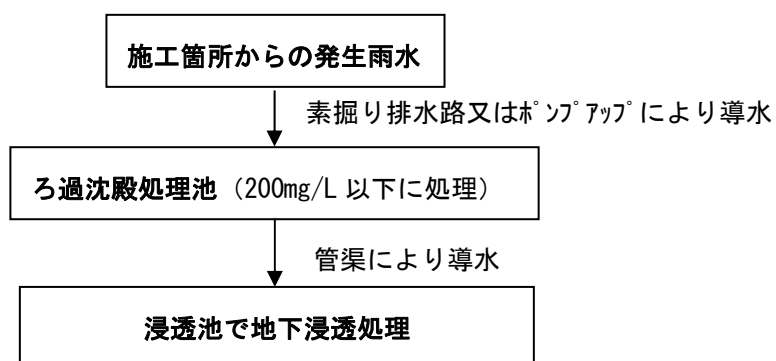 施工箇所からの発生雨水
素掘り排水路又はﾎﾟﾝﾌﾟｱｯﾌﾟにより導水
ろ過沈殿処理池（200mg/L 以下に処理）
管渠により導水
浸透池で地下浸透処理